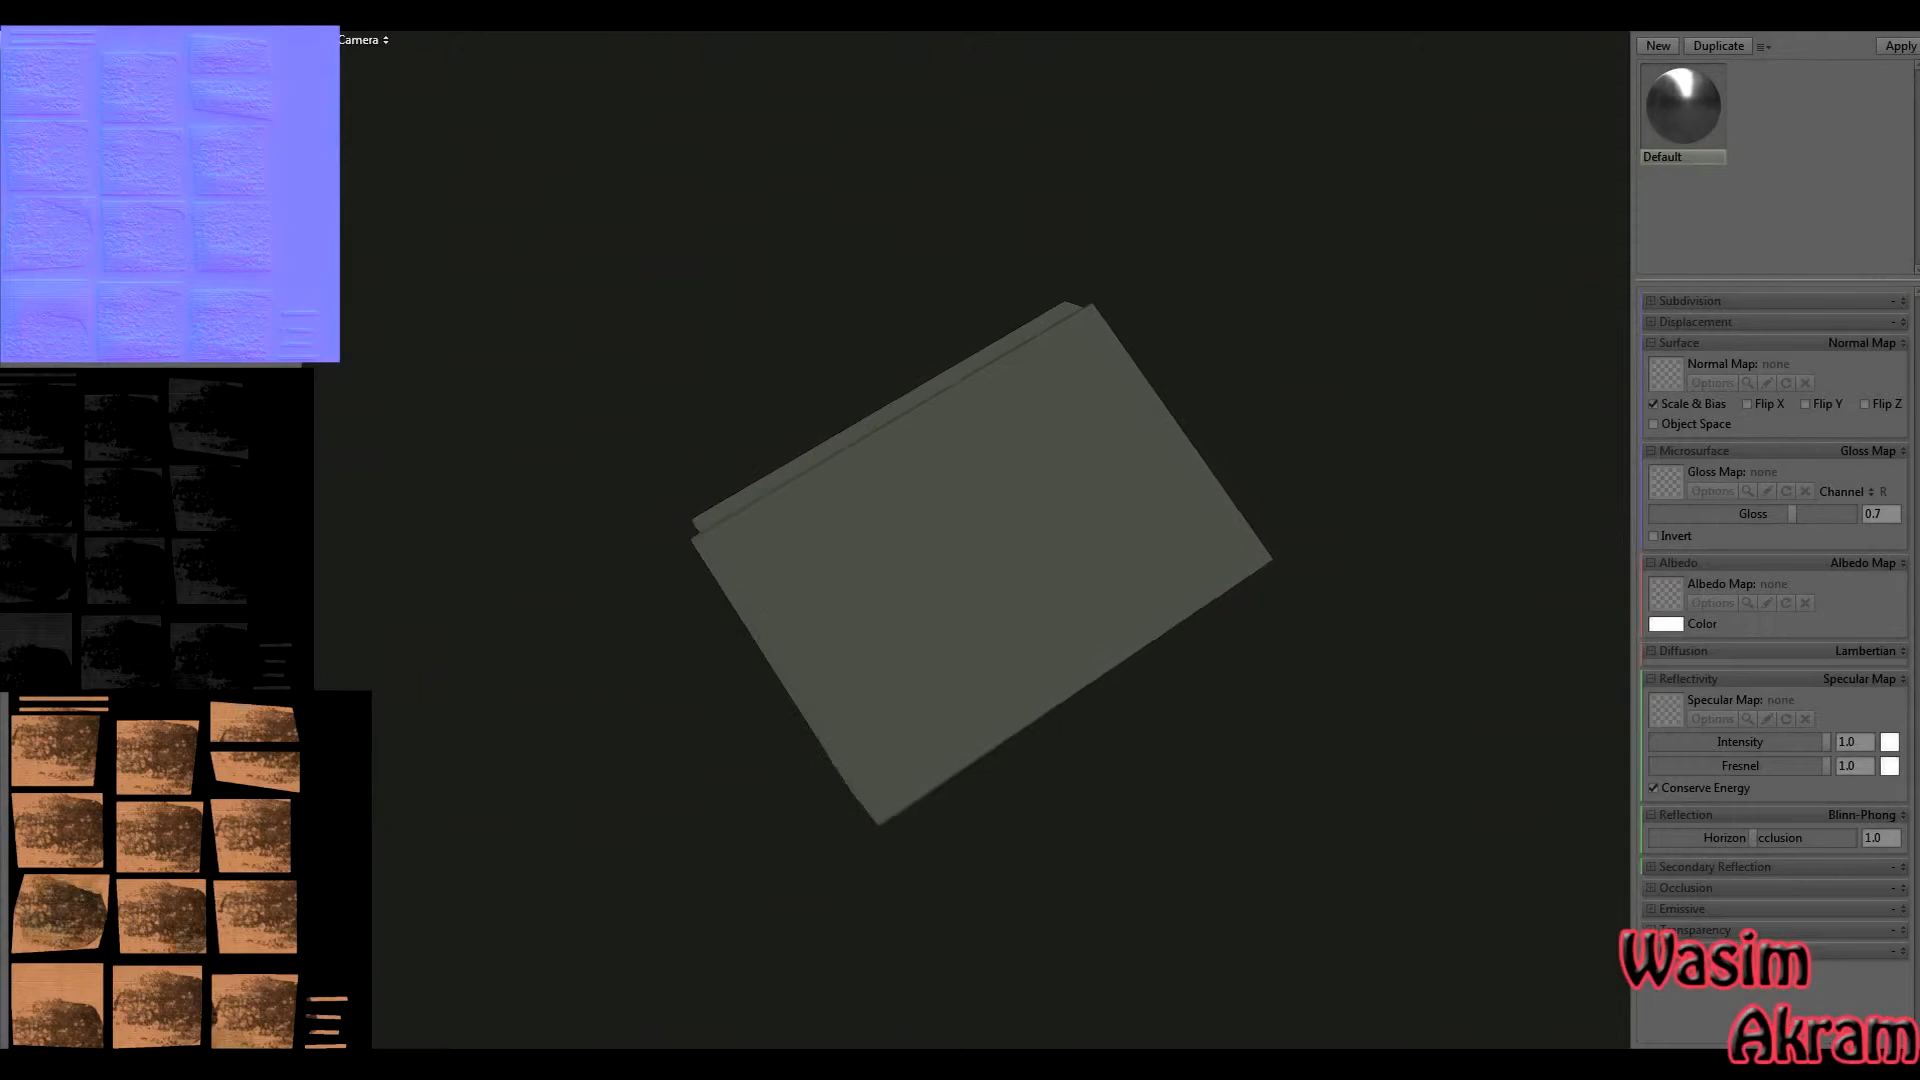 Camera
New Duplicate Apply
Default
Subdivision -
Displacement -
Surface Normal Map
Normal Map: none
Options
Scale & Bias Flip X Flip Y Flip Z
Object Space
Microsurface Gloss Map
Gloss Map: none
Options Channel R
Gloss 0.7
Invert
Albedo Albedo Map
Albedo Map: none
Options
Color
Diffusion Lambertian
Reflectivity Specular Map
Specular Map: none
Options
Intensity 1.0
Fresnel 1.0
Conserve Energy
Reflection Blinn-Phong
Horizon cclusion 1.0
Secondary Reflection -
Occlusion -
Emissive -
Transparency -
-
Wasim
Akram